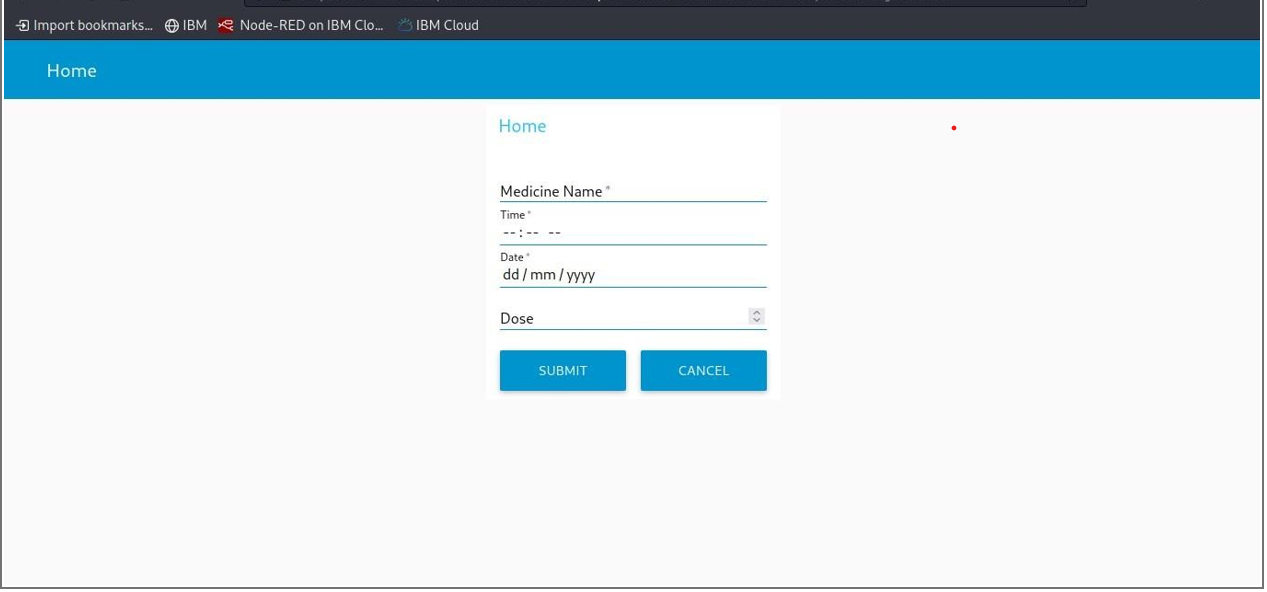 Import bookmarks... IBM Node-RED on IBM Clo... IBM Cloud
Home
Home
Medicine Name *
Time *
--:-- --
Date *
dd/mm/yyyy
Dose
SUBMIT CANCEL